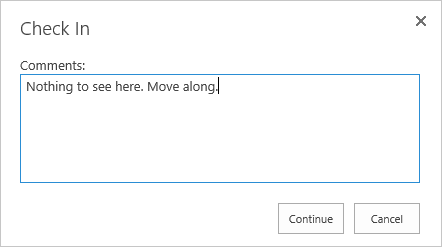 Check In
Comments:
Nothing to see here. Move along.
Continue Cancel